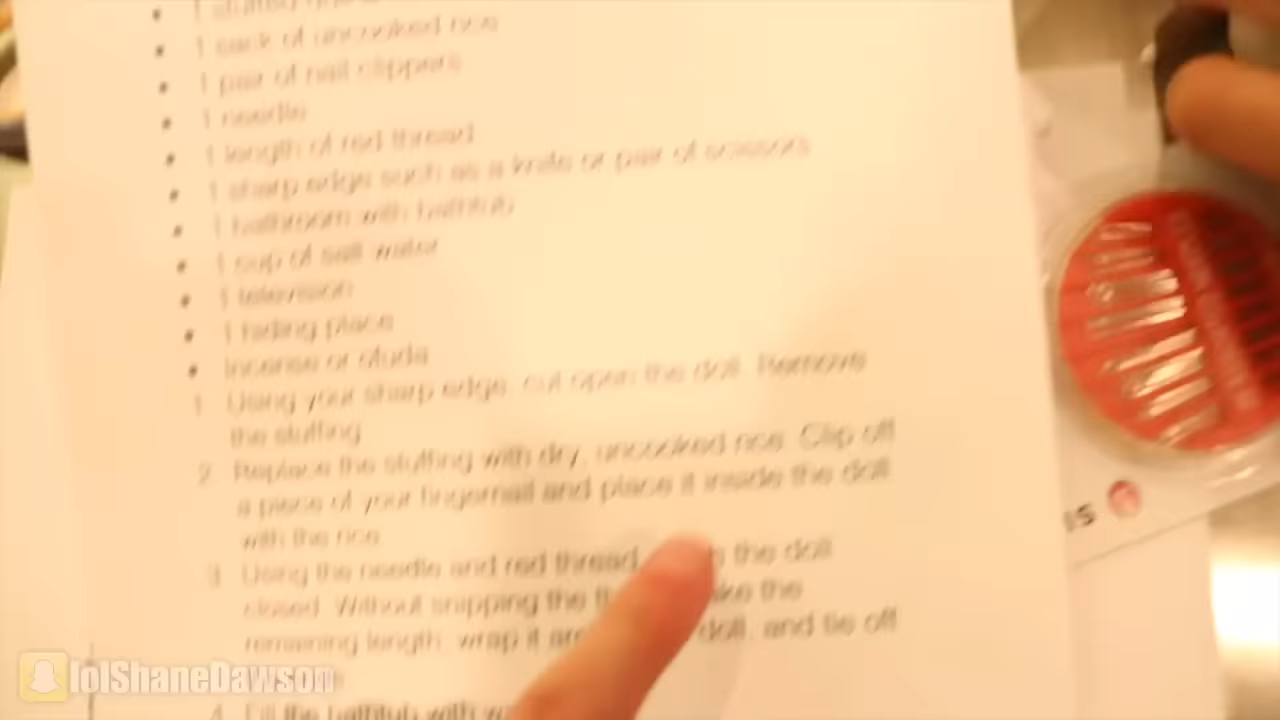 1 stuffed
1 sack of uncooked rice
1 pair of nail clippers
1 needle
1 length of red thread
1 sharp edge such as a knife or pair of scissors
1 bathroom with bathtub
1 cup of salt water
1 television
1 hiding place
Incense or ofuda
1. Using your sharp edge, cut open the doll. Remove
the stuffing
2. Replace the stuffing with dry, uncooked rice. Clip off
a piece of your fingernail and place it inside the doll
with the rice
3. Using the needle and red thread, the doll
closed. Without snipping the the
remaining length, wrap it doll, and tie off
4. Fill the bathtub with
IS
lolShaneDawson